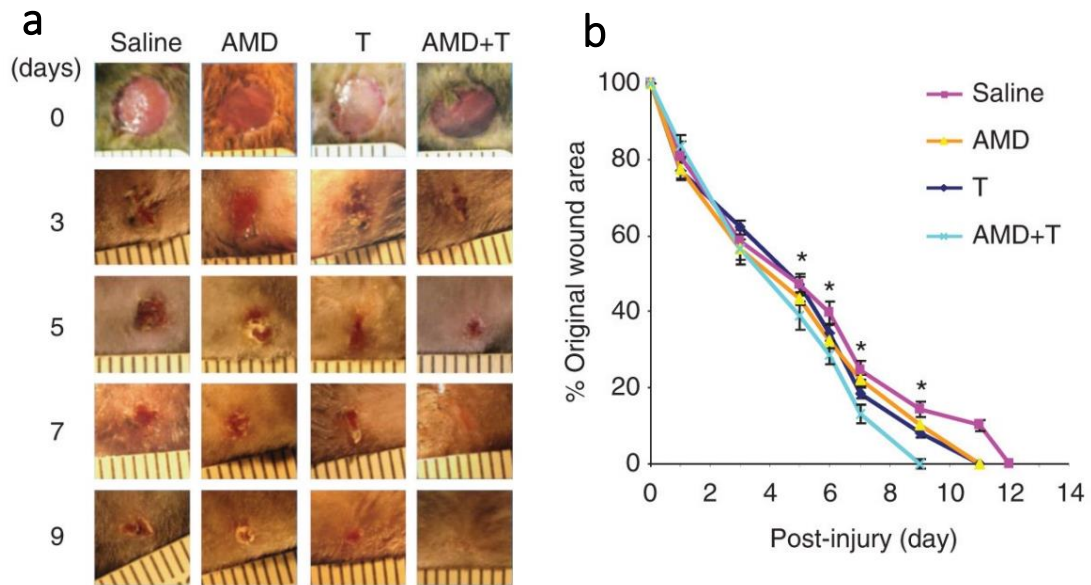 a
Saline AMD T AMD+T
(days)
0
3
5
7
9
b
% Original wound area
100
80
60
40
20
0
0 2 4 6 8 10 12 14
Post-injury (day)
Saline
AMD
T
AMD+T
*
*
*
*